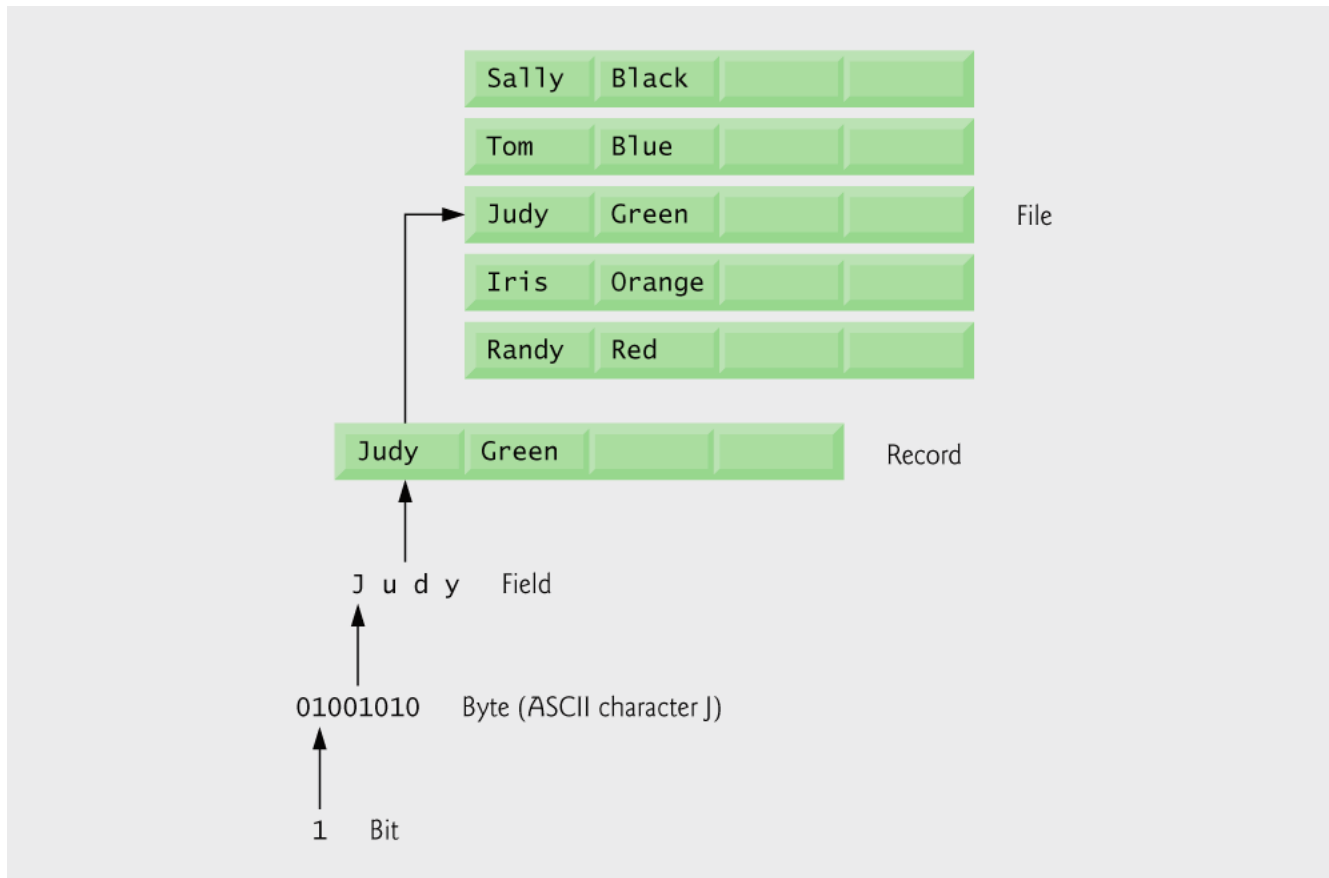 Sally Black
Tom Blue
Judy Green File
Iris Orange
Randy Red
Judy Green Record
J u d y Field
01001010 Byte (ASCII character J)
1 Bit